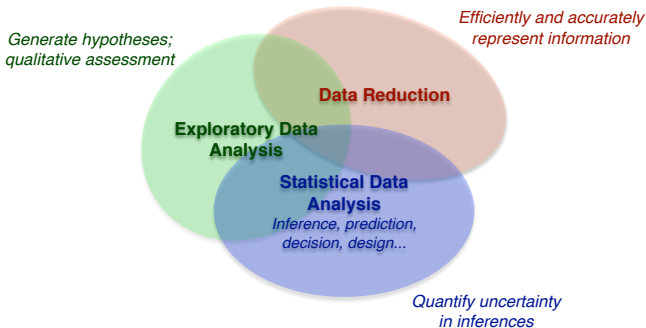 Efficiently and accurately
represent information
Generate hypotheses;
qualitative assessment
Data Reduction
Exploratory Data
Analysis
Statistical Data
Analysis
Inference, prediction,
decision, design...
Quantify uncertainty
in inferences